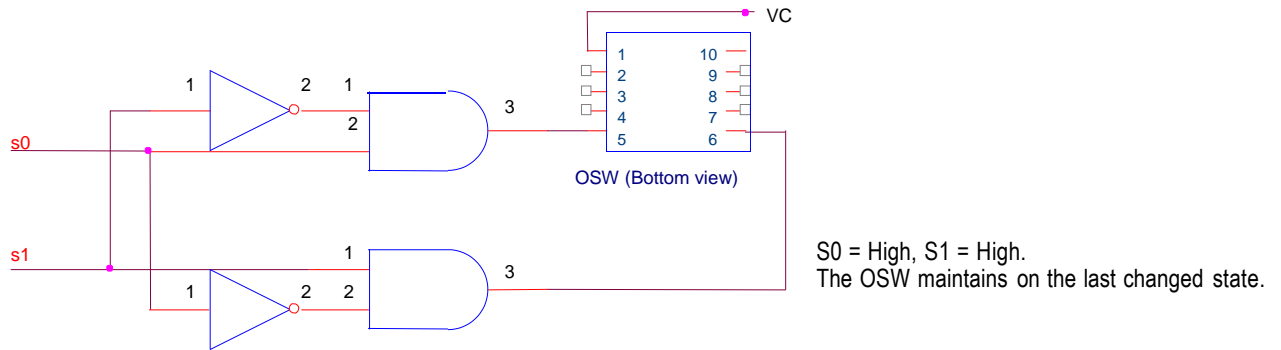 VC
1 10
2 9
3 8
4 7
5 6
OSW (Bottom view)
1 2 1
2
3
s0
s1
1
3
1 2 2
S0 = High, S1 = High.
The OSW maintains on the last changed state.